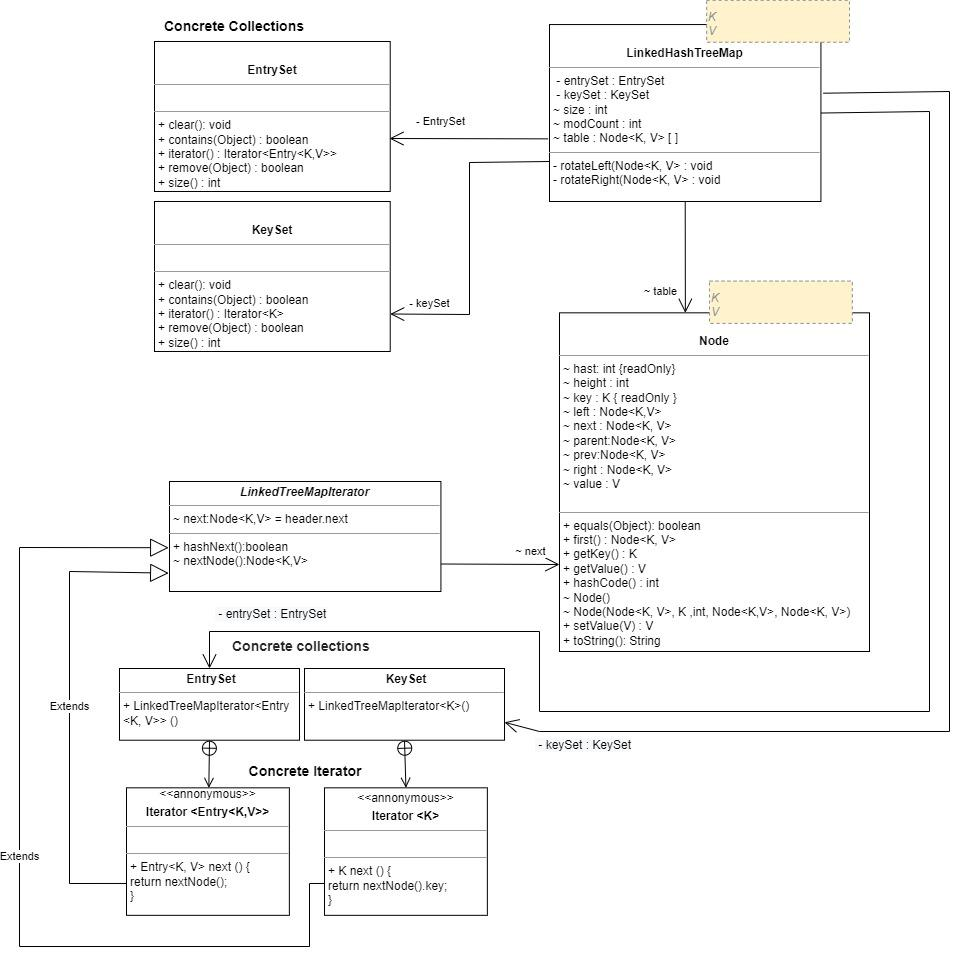 Concrete Collections
EntrySet
+ clear(): void
+ contains(Object) : boolean
+ iterator() : Iterator<Entry<K,V>>
+ remove(Object) : boolean
+ size() : int
KeySet
+ clear(): void
+ contains(Object) : boolean
+ iterator() : Iterator<K>
+ remove(Object) : boolean
+ size() : int
- EntrySet
- keySet
K
V
LinkedHashTreeMap
- entrySet : EntrySet
- keySet : KeySet
~ size : int
~ modCount : int
~ table : Node<K, V> [ ]
- rotateLeft(Node<K, V> : void
- rotateRight(Node<K, V> : void
~ table
K
V
Node
~ hast: int {readOnly}
~ height : int
~ key : K { readOnly }
~ left : Node<K,V>
~ next : Node<K, V>
~ parent:Node<K, V>
~ prev:Node<K, V>
~ right : Node<K, V>
~ value : V
+ equals(Object): boolean
+ first() : Node<K, V>
+ getKey() : K
+ getValue() : V
+ hashCode() : int
~ Node()
~ Node(Node<K, V>, K ,int, Node<K,V>, Node<K, V>)
+ setValue(V) : V
+ toString(): String
LinkedTreeMapIterator
~ next:Node<K,V> = header.next
+ hashNext():boolean
~ nextNode():Node<K,V>
~ next
- entrySet : EntrySet
Concrete collections
EntrySet
+ LinkedTreeMapIterator<Entry
<K, V>> ()
KeySet
+ LinkedTreeMapIterator<K>()
- keySet : KeySet
Extends
Concrete Iterator
<<annonymous>>
Iterator <Entry<K,V>>
+ Entry<K, V> next () {
return nextNode();
}
<<annonymous>>
Iterator <K>
+ K next () {
return nextNode().key;
}
Extends